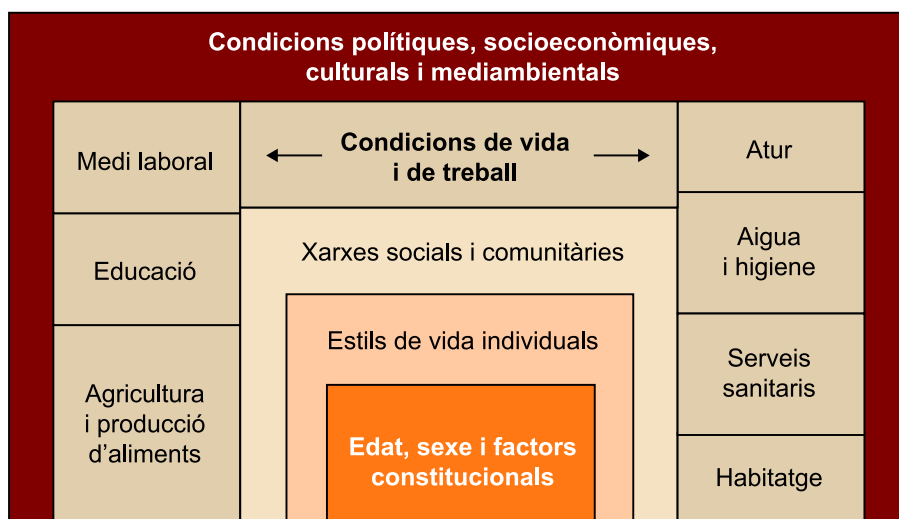 Condicions polítiques, socioeconòmiques,
culturals i mediambientals
Medi laboral
Condicions de vida
i de treball
Atur
Educació
Xarxes socials i comunitàries
Aigua
i higiene
Estils de vida individuals
Agricultura
i producció
d'aliments
Serveis
sanitaris
Edat, sexe i factors
constitucionals
Habitatge